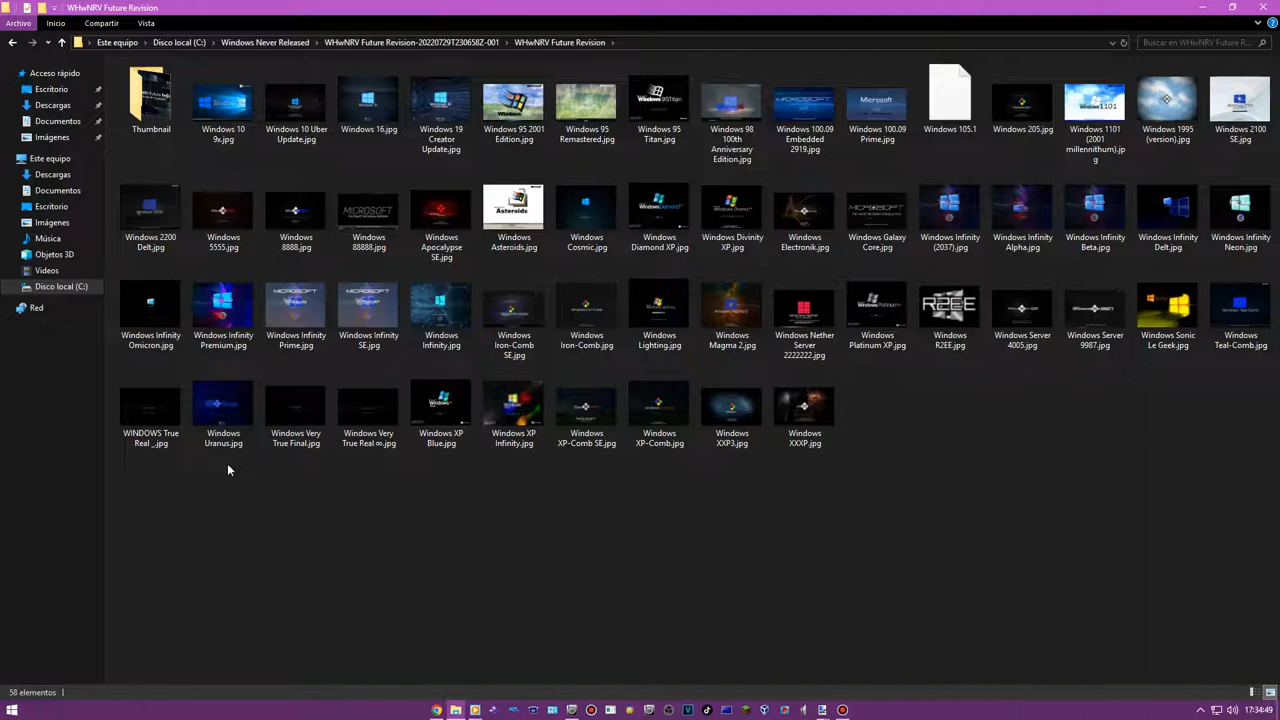 WHwNRV Future Revision
Archivo Inicio Compartir Vista
Este equipo Disco local (C:) Windows Never Released WHwNRV Future Revision-20220729T230658Z-001 WHwNRV Future Revision
Buscar en WHwNRV Future R...
Acceso rápido
Escritorio
Descargas
Documentos
Imágenes
Este equipo
Descargas
Documentos
Escritorio
Imágenes
Música
Objetos 3D
Videos
Disco local (C:)
Red
Thumbnail
Windows 10
9x.jpg
Windows 10 Uber
Update.jpg
Windows 16.jpg
Windows 19
Creator
Update.jpg
Windows 95 2001
Edition.jpg
Windows 95
Remastered.jpg
Windows 95
Titan.jpg
Windows 98
100th
Anniversary
Edition.jpg
Windows 100.09
Embedded
2919.jpg
Windows 100.09
Prime.jpg
Windows 105.1
Windows 205.jpg
Windows 1101
(2001
millennithum).jp
g
Windows 1995
(version).jpg
Windows 2100
SE.jpg
Windows 2200
Delt.jpg
Windows
5555.jpg
Windows
8888.jpg
Windows
88888.jpg
Windows
Apocalypse
SE.jpg
Windows
Asteroids.jpg
Windows
Cosmic.jpg
Windows
Diamond XP.jpg
Windows Divinity
XP.jpg
Windows
Electronik.jpg
Windows Galaxy
Core.jpg
Windows Infinity
(2037).jpg
Windows Infinity
Alpha.jpg
Windows Infinity
Beta.jpg
Windows Infinity
Delt.jpg
Windows Infinity
Neon.jpg
Windows Infinity
Omicron.jpg
Windows Infinity
Premium.jpg
Windows Infinity
Prime.jpg
Windows Infinity
SE.jpg
Windows
Infinity.jpg
Windows
Iron-Comb
SE.jpg
Windows
Iron-Comb.jpg
Windows
Lighting.jpg
Windows
Magma 2.jpg
Windows Nether
Server
2222222.jpg
Windows
Platinum XP.jpg
Windows
R2EE.jpg
Windows Server
4005.jpg
Windows Server
9987.jpg
Windows Sonic
Le Geek.jpg
Windows
Teal-Comb.jpg
WINDOWS True
Real _.jpg
Windows
Uranus.jpg
Windows Very
True Final.jpg
Windows Very
True Real ∞.jpg
Windows XP
Blue.jpg
Windows XP
Infinity.jpg
Windows
XP-Comb SE.jpg
Windows
XP-Comb.jpg
Windows
XXP3.jpg
Windows
XXXP.jpg
58 elementos
17:34:49